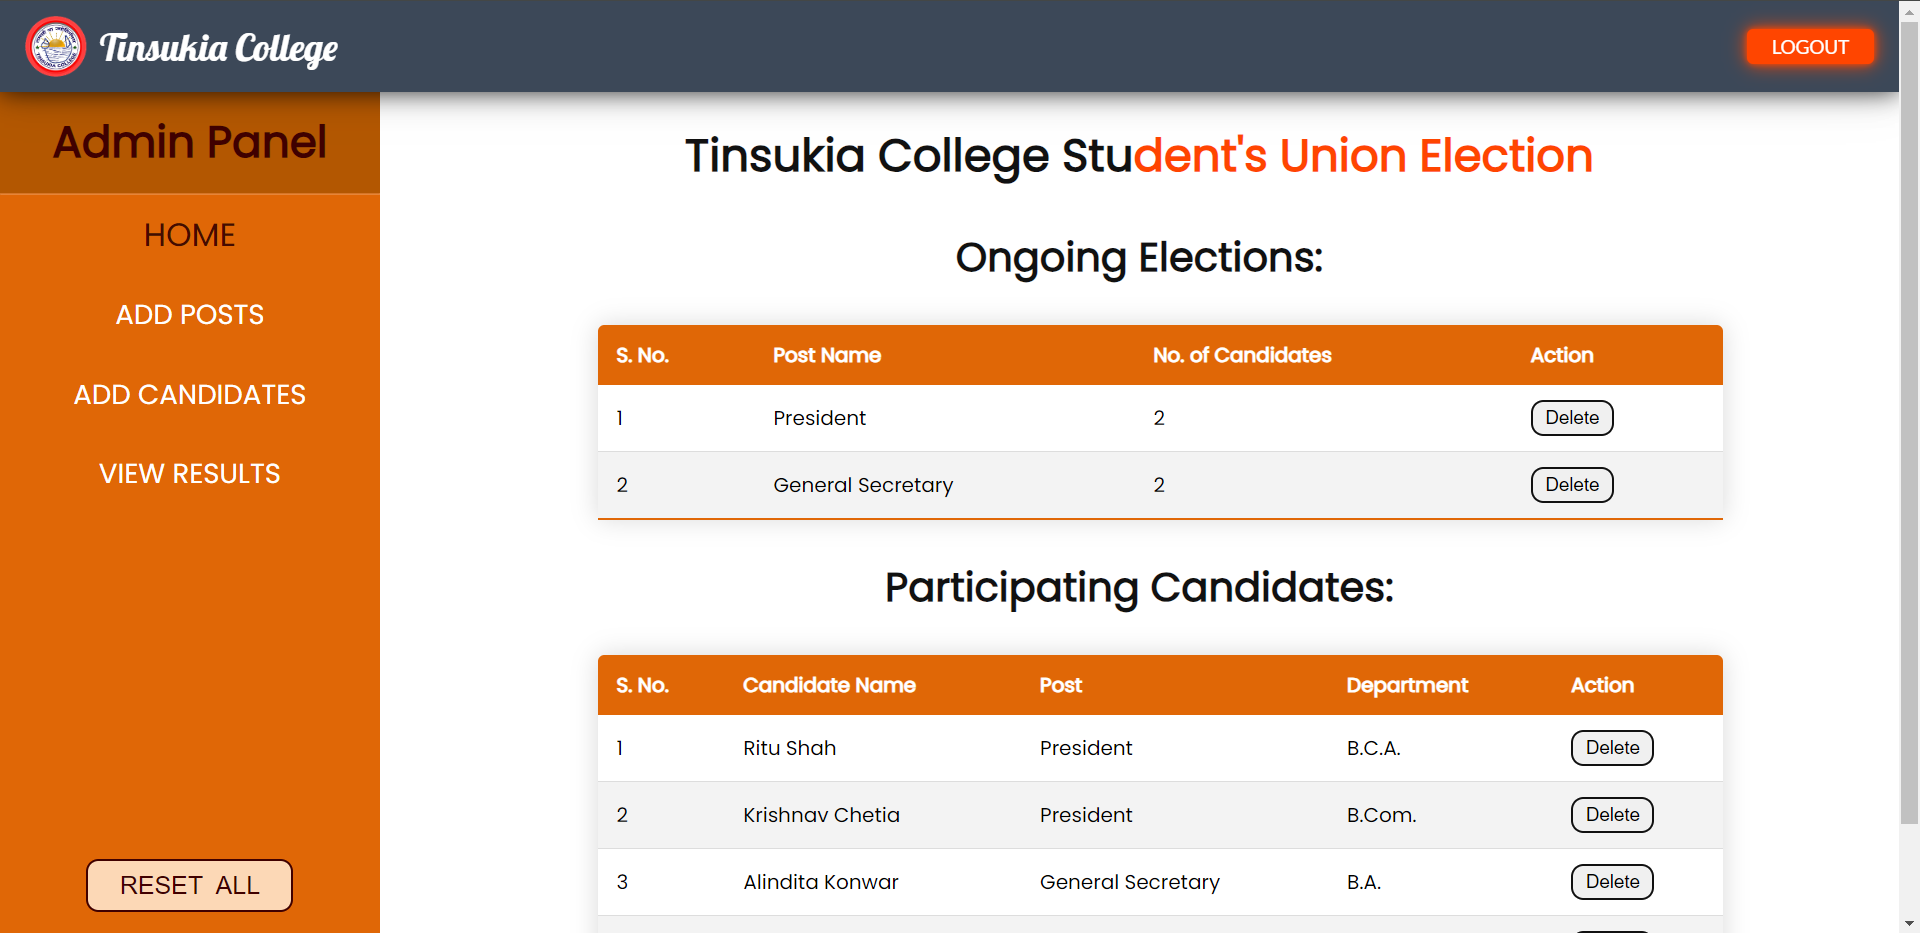 Tinsukia College
LOGOUT
Admin Panel
HOME
ADD POSTS
ADD CANDIDATES
VIEW RESULTS
RESET ALL
Tinsukia College Student's Union Election
Ongoing Elections:
S. No. Post Name No. of Candidates Action
1 President 2 Delete
2 General Secretary 2 Delete
Participating Candidates:
S. No. Candidate Name Post Department Action
1 Ritu Shah President B.C.A. Delete
2 Krishnav Chetia President B.Com. Delete
3 Alindita Konwar General Secretary B.A. Delete